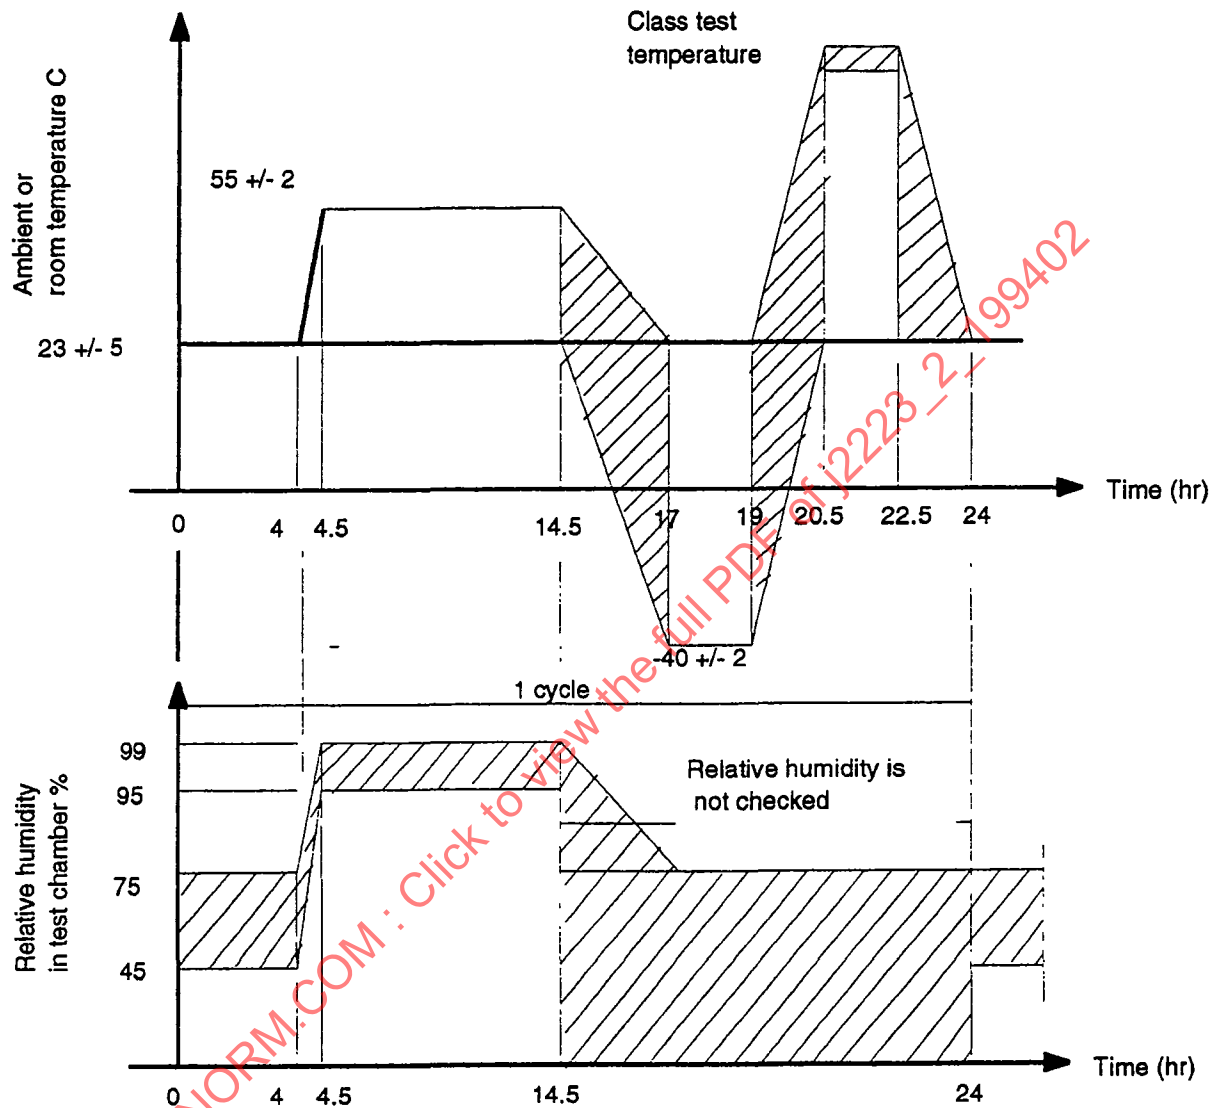 Class test
temperature
Ambient or
room temperature C
55 +/- 2
23 +/- 5
Time (hr)
0 4 4.5 14.5 17 19 20.5 22.5 24
-40 +/- 2
1 cycle
Relative humidity
in test chamber %
99
95
75
45
Relative humidity is
not checked
Time (hr)
0 4 4.5 14.5 24
NORM.COM : Click to view the full PDF of j2223_2_199402